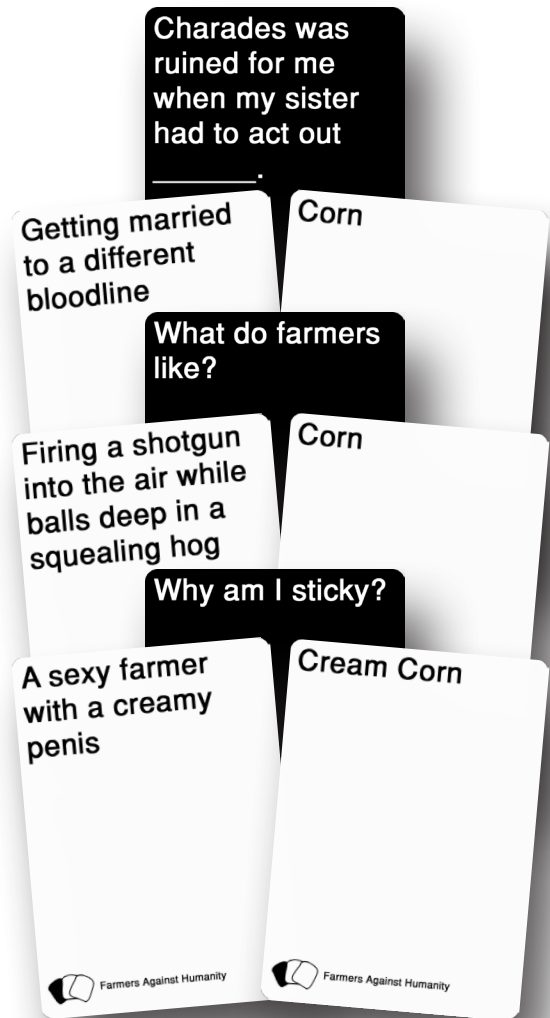 Charades was
ruined for me
when my sister
had to act out
______.
Getting married
to a different
bloodline
Corn
What do farmers
like?
Firing a shotgun
into the air while
balls deep in a
squealing hog
Corn
Why am I sticky?
A sexy farmer
with a creamy
penis
Cream Corn
Farmers Against Humanity
Farmers Against Humanity